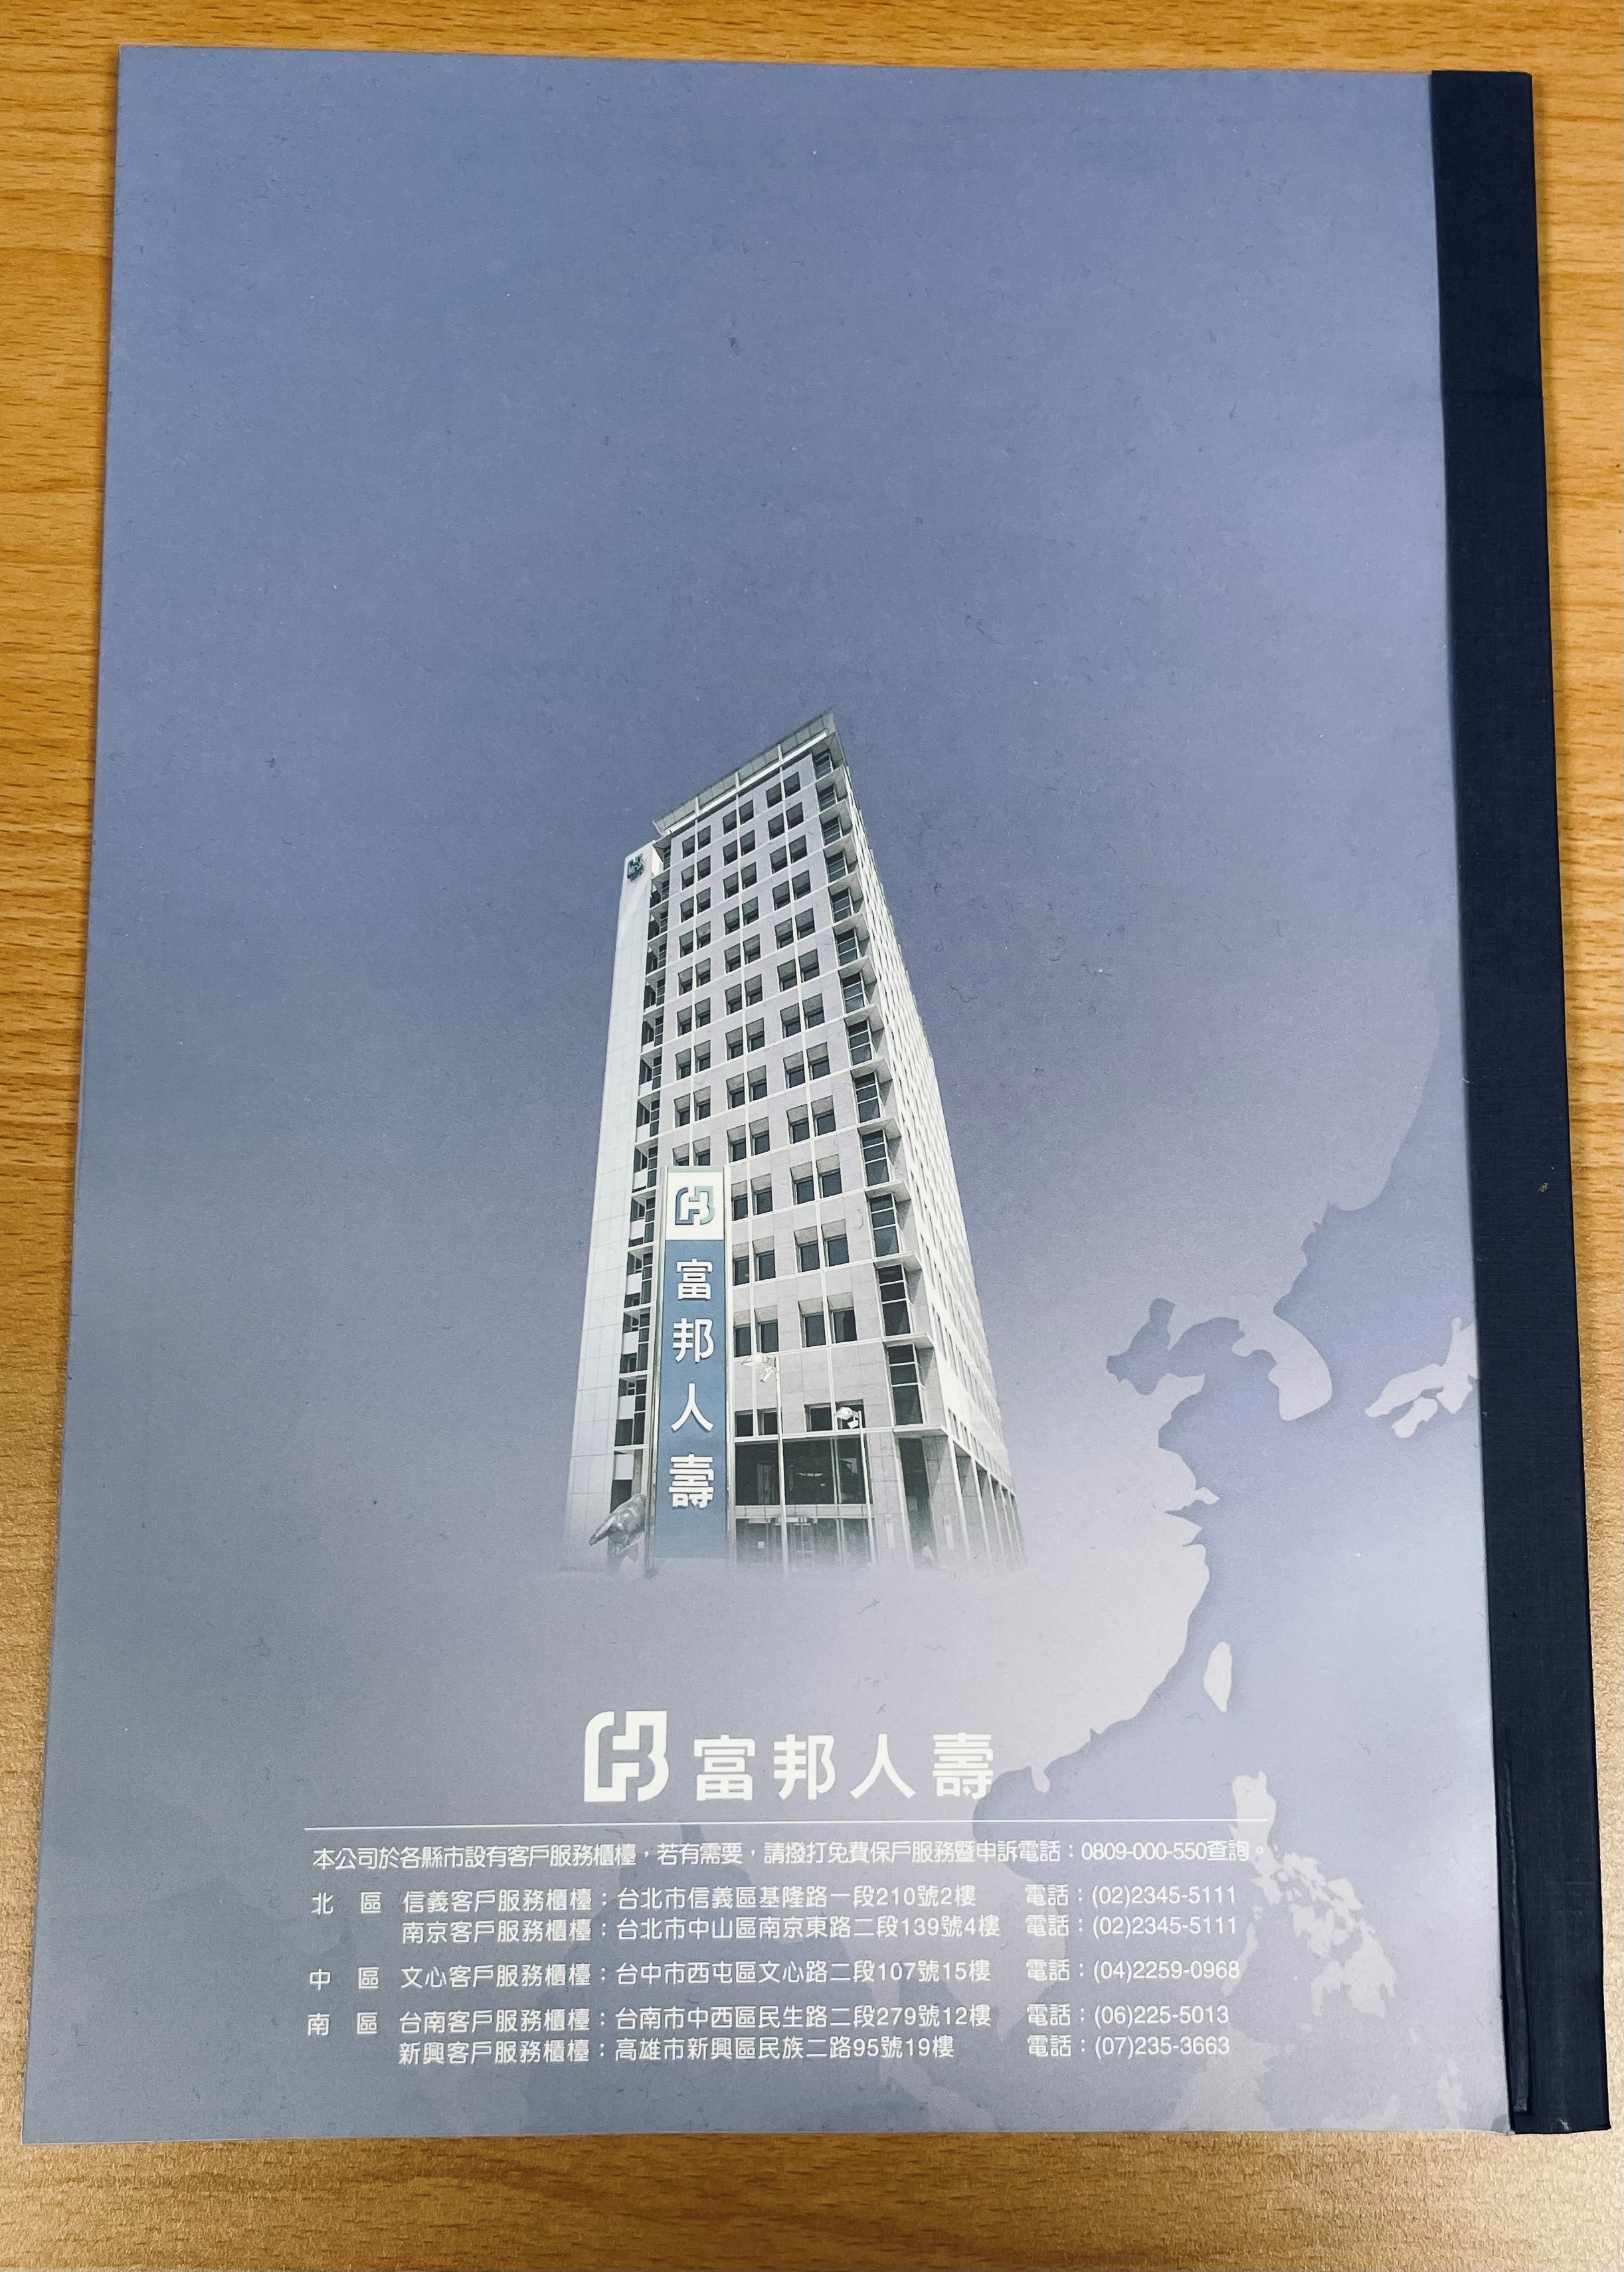 富
邦
人
壽
富邦人壽
本公司於各縣市設有客戶服務櫃檯，若有需要，請撥打免費保戶服務暨申訴電話：0809-000-550查詢。
北 區 信義客戶服務櫃檯：台北市信義區基隆路一段210號2樓 電話：(02)2345-5111
南京客戶服務櫃檯：台北市中山區南京東路二段139號4樓 電話：(02)2345-5111
中 區 文心客戶服務櫃檯：台中市西屯區文心路二段107號15樓 電話：(04)2259-0968
南 區 台南客戶服務櫃檯：台南市中西區民生路二段279號12樓 電話：(06)225-5013
新興客戶服務櫃檯：高雄市新興區民族二路95號19樓 電話：(07)235-3663